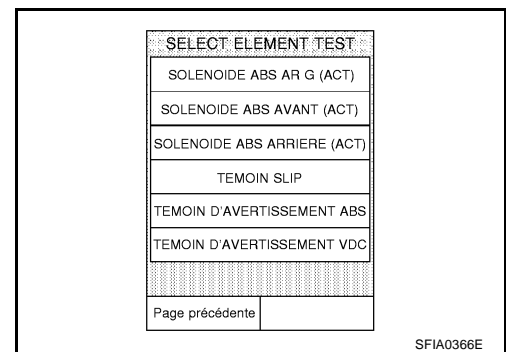 SELECT ELEMENT TEST
SOLENOIDE ABS AR G (ACT)
SOLENOIDE ABS AVANT (ACT)
SOLENOIDE ABS ARRIERE (ACT)
TEMOIN SLIP
TEMOIN D'AVERTISSEMENT ABS
TEMOIN D'AVERTISSEMENT VDC
Page précédente
SFIA0366E